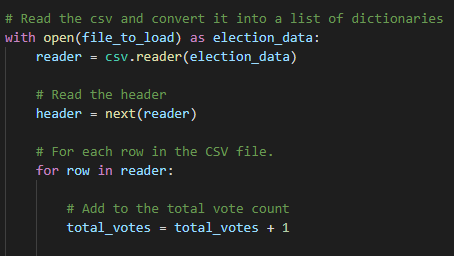 # Read the csv and convert it into a list of dictionaries
with open(file_to_load) as election_data:
    reader = csv.reader(election_data)

    # Read the header
    header = next(reader)

    # For each row in the CSV file.
    for row in reader:

        # Add to the total vote count
        total_votes = total_votes + 1